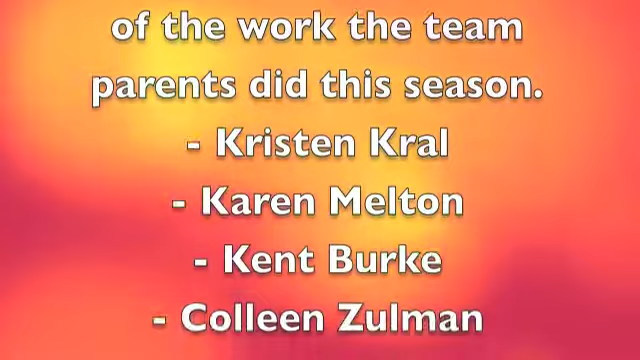 of the work the team
parents did this season.
- Kristen Kral
- Karen Melton
- Kent Burke
- Colleen Zulman